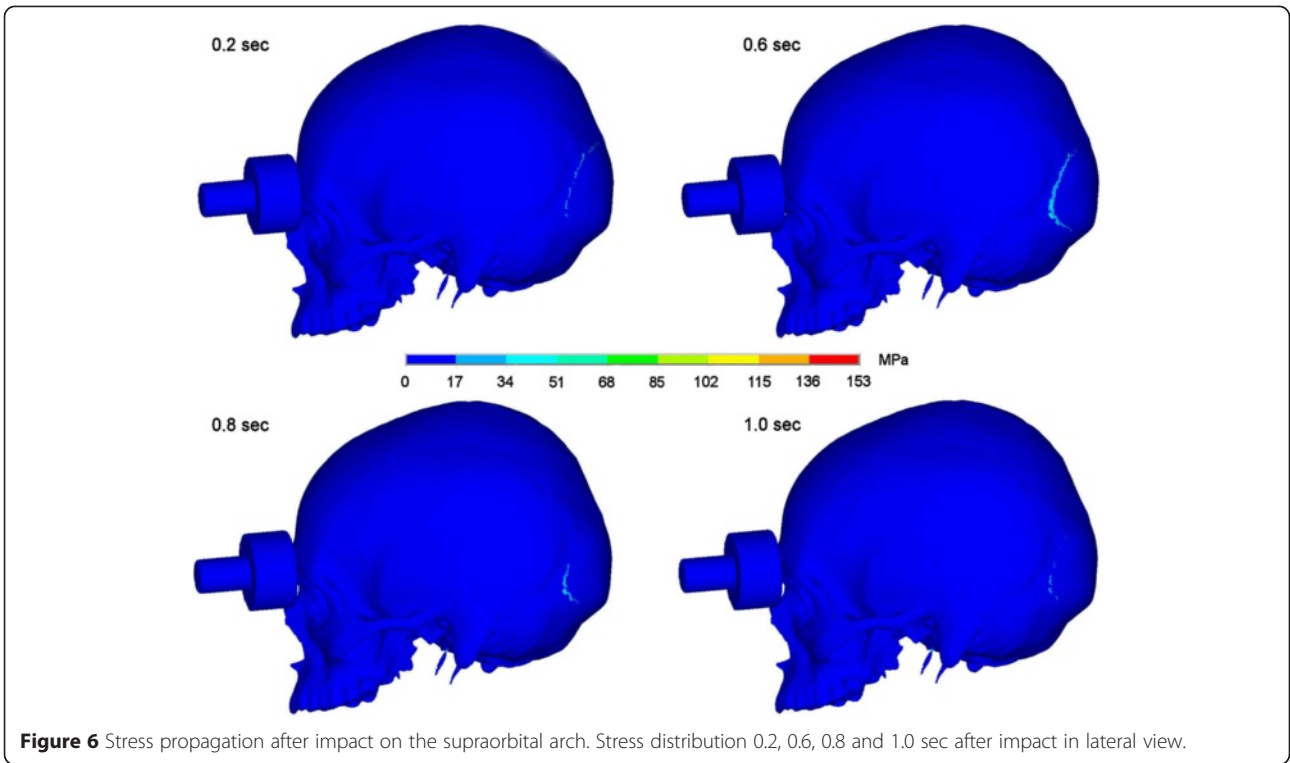 0.2 sec
0.6 sec
MPa
0 17 34 51 68 85 102 115 136 153
0.8 sec
1.0 sec
Figure 6 Stress propagation after impact on the supraorbital arch. Stress distribution 0.2, 0.6, 0.8 and 1.0 sec after impact in lateral view.